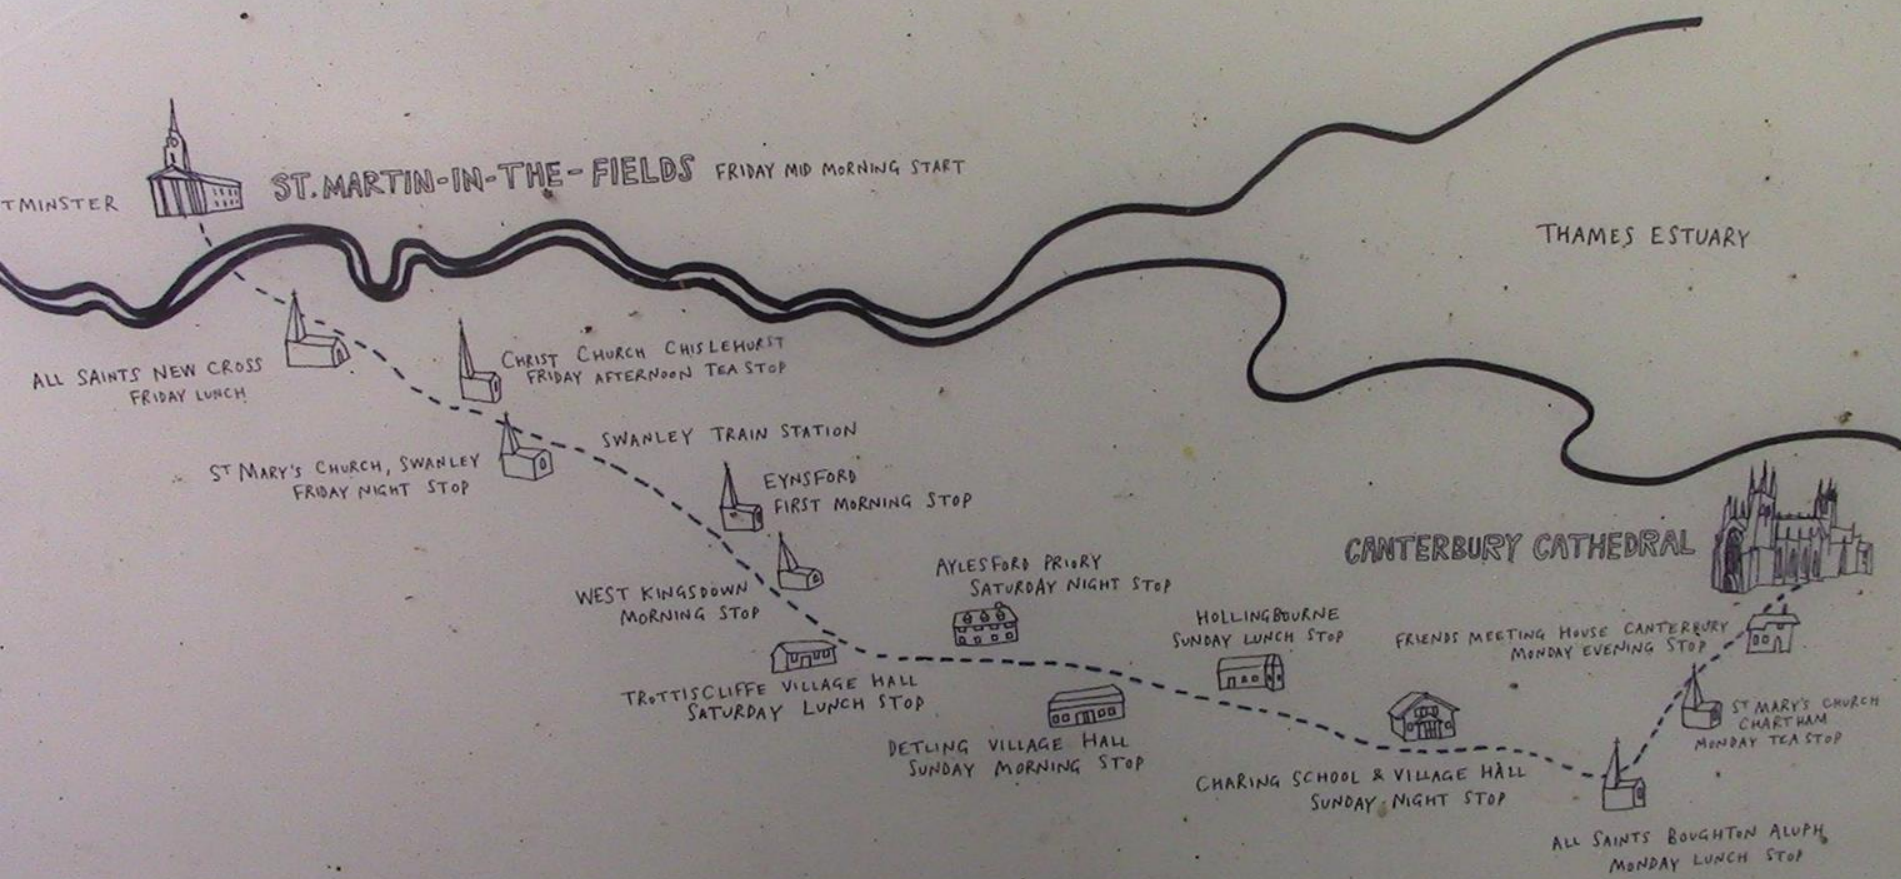 TMINSTER
ST. MARTIN-IN-THE-FIELDS FRIDAY MID MORNING START
THAMES ESTUARY
ALL SAINTS NEW CROSS
FRIDAY LUNCH
CHRIST CHURCH CHISLEHURST
FRIDAY AFTERNOON TEA STOP
SWANLEY TRAIN STATION
ST MARY'S CHURCH, SWANLEY
FRIDAY NIGHT STOP
EYNSFORD
FIRST MORNING STOP
WEST KINGSDOWN
MORNING STOP
AYLESFORD PRIORY
SATURDAY NIGHT STOP
TROTTISCLIFFE VILLAGE HALL
SATURDAY LUNCH STOP
DETLING VILLAGE HALL
SUNDAY MORNING STOP
HOLLINGBOURNE
SUNDAY LUNCH STOP
CHARING SCHOOL & VILLAGE HALL
SUNDAY NIGHT STOP
CANTERBURY CATHEDRAL
FRIENDS MEETING HOUSE CANTERBURY
MONDAY EVENING STOP
ST MARY'S CHURCH
CHARTHAM
MONDAY TEA STOP
ALL SAINTS BOUGHTON ALUPH
MONDAY LUNCH STOP